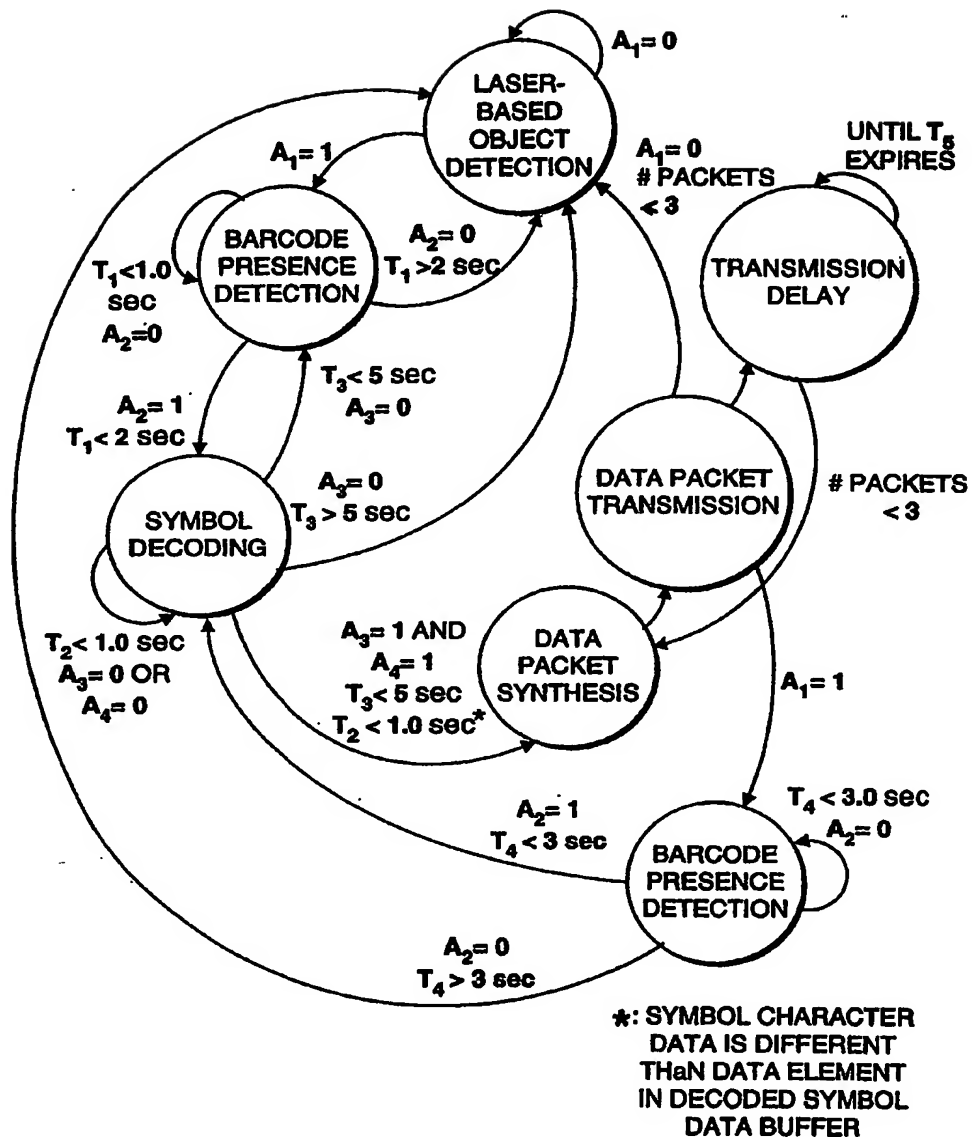 A₁= 0
LASER-
BASED
OBJECT
DETECTION
A₁= 1
A₁= 0
# PACKETS
< 3
UNTIL T₅
EXPIRES
BARCODE
PRESENCE
DETECTION
A₂= 0
T₁ >2 sec
T₁<1.0
sec
A₂=0
TRANSMISSION
DELAY
T₃< 5 sec
A₃= 0
A₂= 1
T₁< 2 sec
DATA PACKET
TRANSMISSION
# PACKETS
< 3
A₃= 0
T₃ > 5 sec
SYMBOL
DECODING
T₂< 1.0 sec
A₃= 0 OR
A₄= 0
A₃= 1 AND
A₄= 1
T₃< 5 sec
T₂ < 1.0 sec*
DATA
PACKET
SYNTHESIS
A₁= 1
A₂= 1
T₄< 3 sec
T₄< 3.0 sec
A₂= 0
BARCODE
PRESENCE
DETECTION
A₂= 0
T₄ > 3 sec
*: SYMBOL CHARACTER
DATA IS DIFFERENT
THaN DATA ELEMENT
IN DECODED SYMBOL
DATA BUFFER